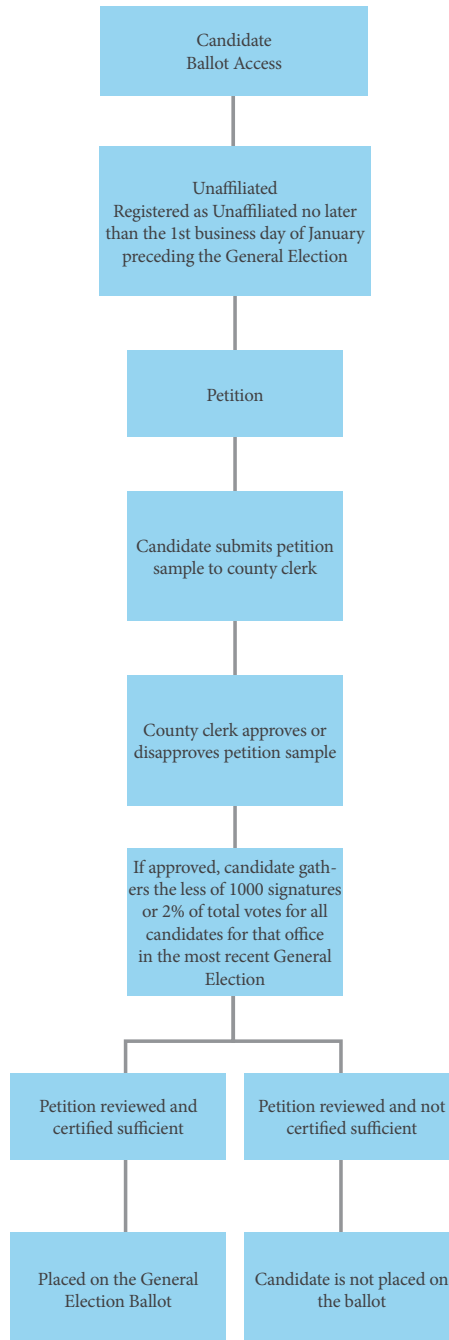 Candidate
Ballot Access
Unaffiliated
Registered as Unaffiliated no later
than the 1st business day of January
preceding the General Election
Petition
Candidate submits petition
sample to county clerk
County clerk approves or
disapproves petition sample
If approved, candidate gath-
ers the less of 1000 signatures
or 2% of total votes for all
candidates for that office
in the most recent General
Election
Petition reviewed and
certified sufficient
Petition reviewed and not
certified sufficient
Placed on the General
Election Ballot
Candidate is not placed on
the ballot